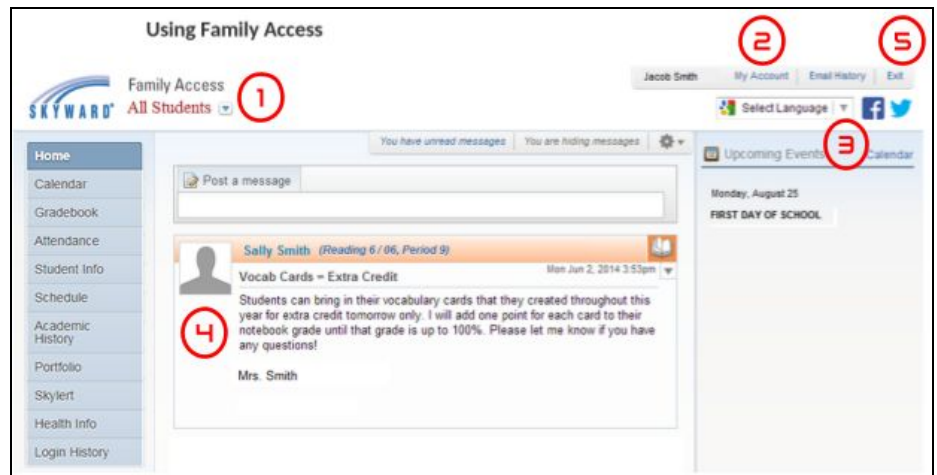 Using Family Access
2
5
Jacob Smith My Account Email History Exit
SKYWARD®
Family Access
All Students
1
Select Language
3
You have unread messages You are hiding messages
Upcoming Events Calendar
Home
Calendar
Gradebook
Attendance
Student Info
Schedule
Academic
History
Portfolio
Skylert
Health Info
Login History
Post a message
Sally Smith (Reading 6 / 06, Period 9)
Vocab Cards = Extra Credit
Mon Jun 2, 2014 3:53pm
4
Students can bring in their vocabulary cards that they created throughout this
year for extra credit tomorrow only. I will add one point for each card to their
notebook grade until that grade is up to 100%. Please let me know if you have
any questions!
Mrs. Smith
Monday, August 25
FIRST DAY OF SCHOOL